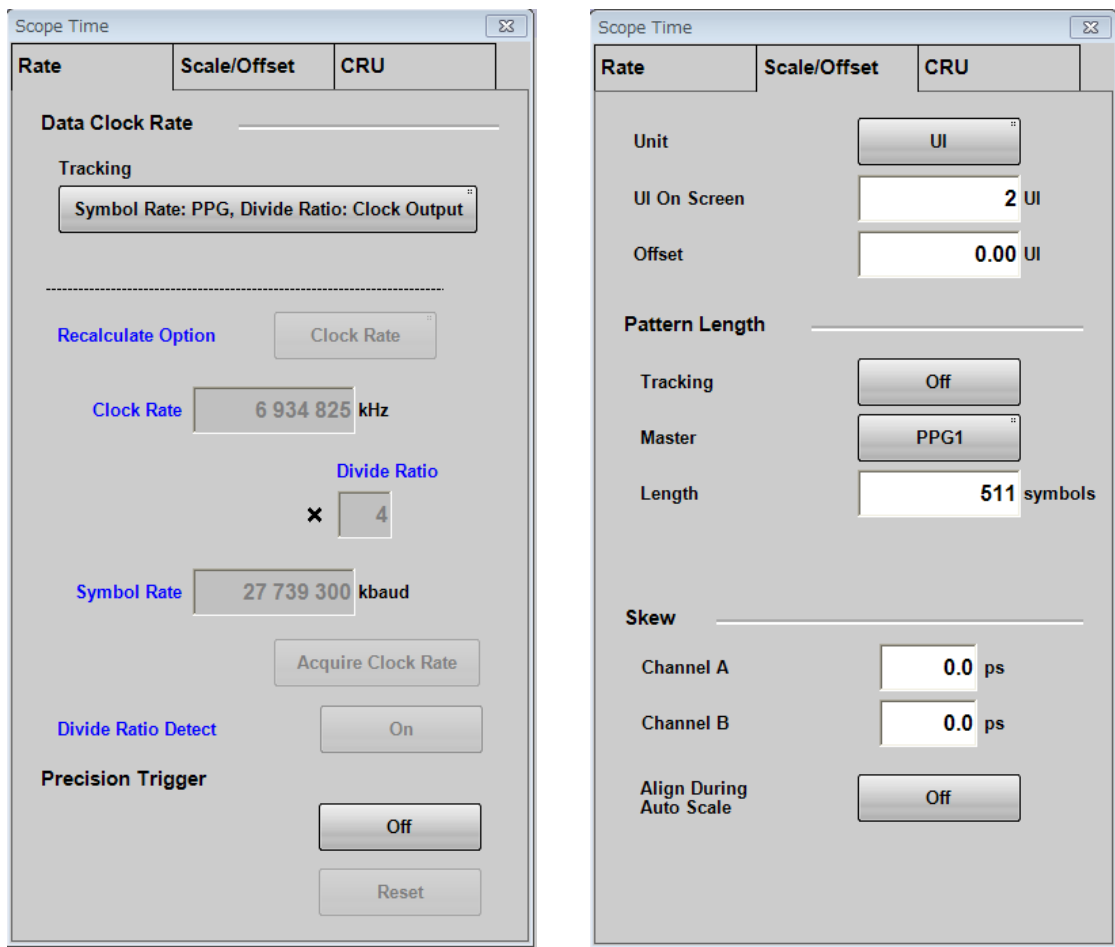 Scope Time
Rate Scale/Offset CRU
Data Clock Rate
Tracking
Symbol Rate: PPG, Divide Ratio: Clock Output
Recalculate Option Clock Rate
Clock Rate 6 934 825 kHz
Divide Ratio
× 4
Symbol Rate 27 739 300 kbaud
Acquire Clock Rate
Divide Ratio Detect On
Precision Trigger
Off
Reset
Scope Time
Rate Scale/Offset CRU
Unit UI
UI On Screen 2 UI
Offset 0.00 UI
Pattern Length
Tracking Off
Master PPG1
Length 511 symbols
Skew
Channel A 0.0 ps
Channel B 0.0 ps
Align During
Auto Scale Off